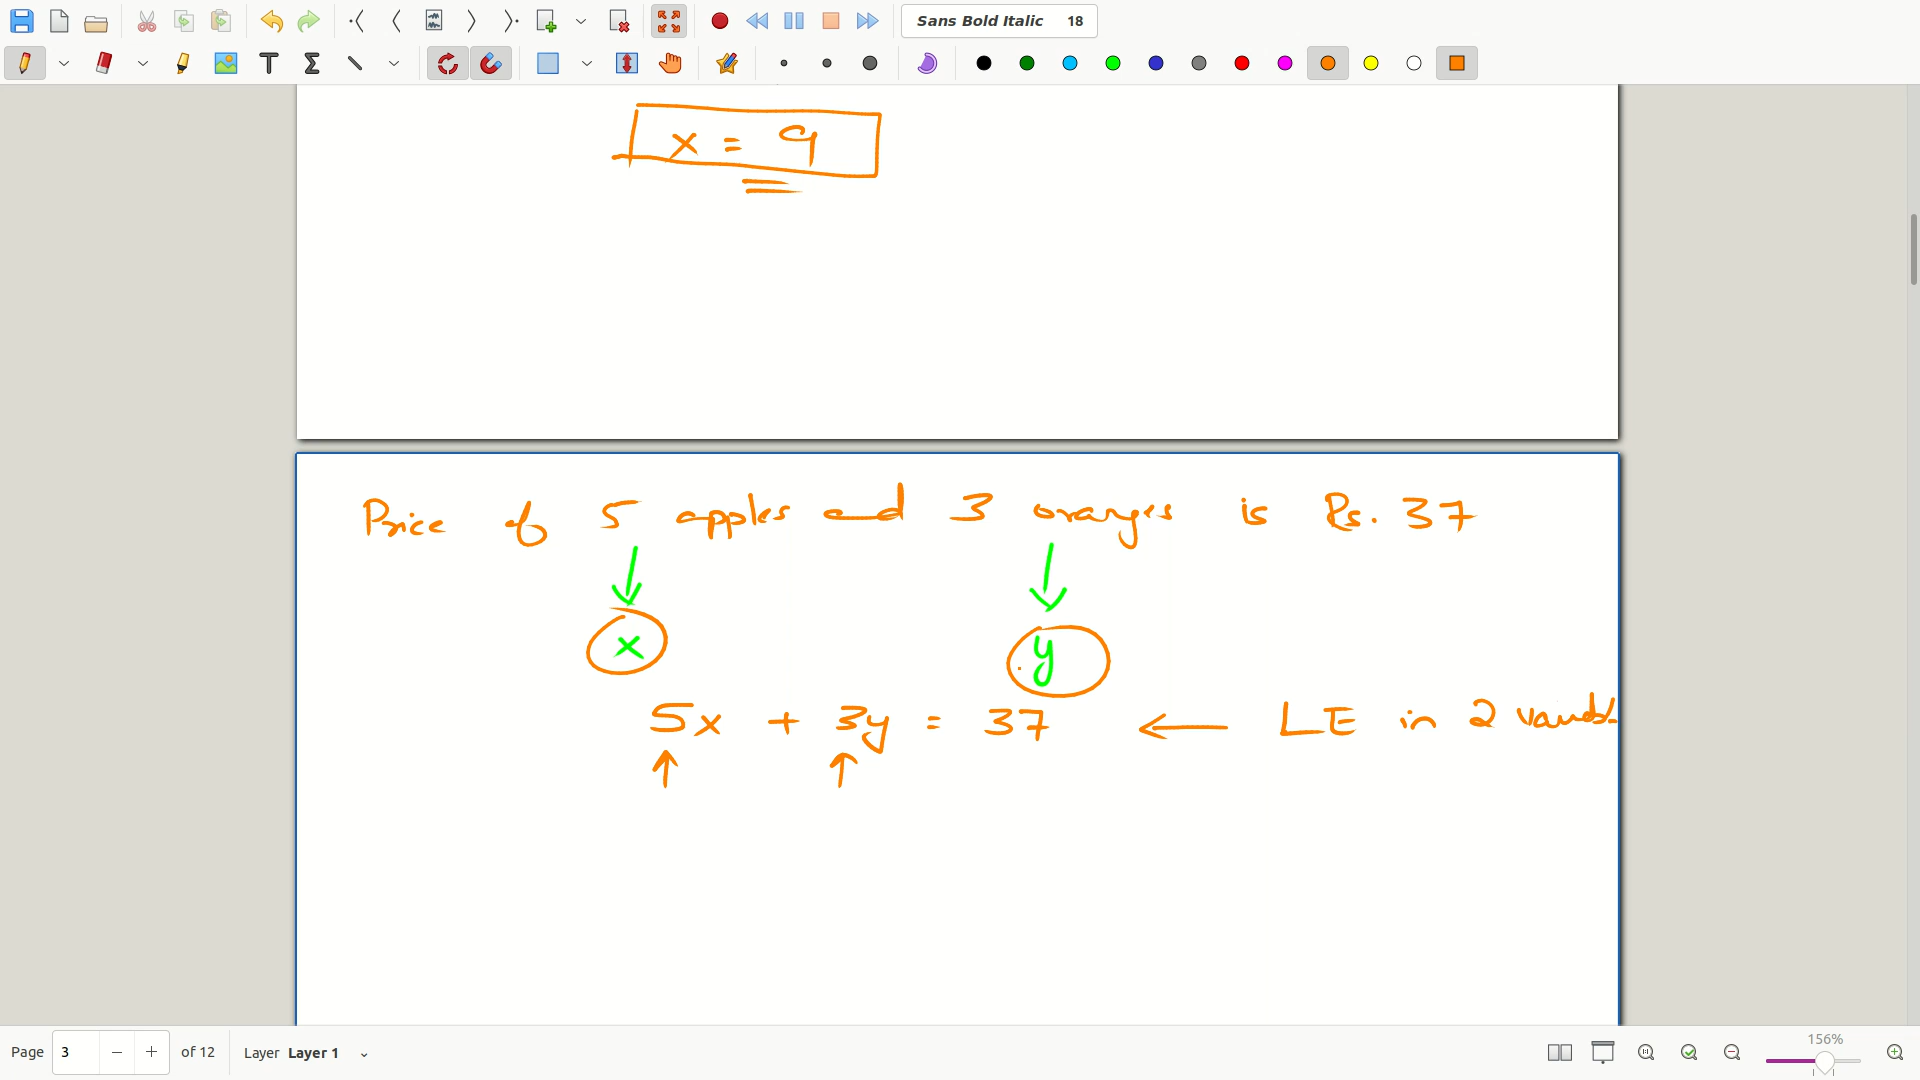 Sans Bold Italic 18
x = 9
Price of 5 apples and 3 oranges is Rs. 37
x
y
5x + 3y = 37 ← LE in 2
Page 3 of 12 Layer Layer 1
156%